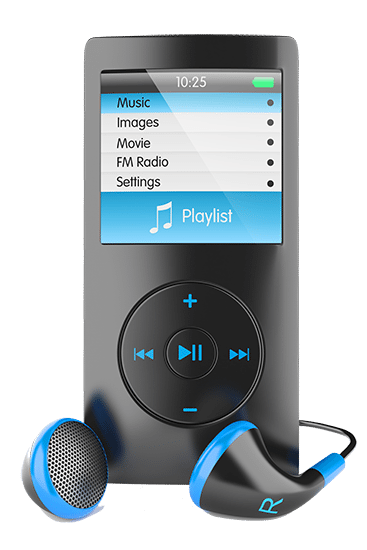 10:25
Music
Images
Movie
FM Radio
Settings
Playlist
R